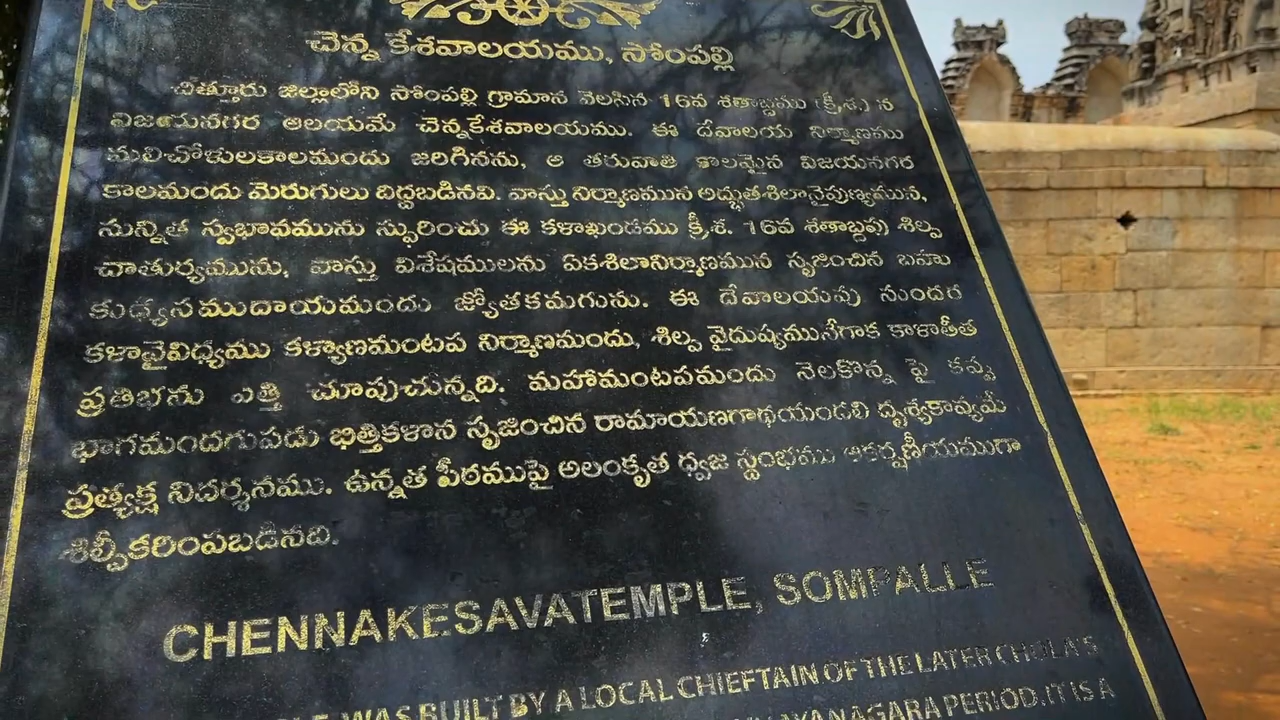 చెన్న కేశవాలయము, సోంపల్లి
చిత్తూరు జిల్లాలోని సోంపల్లి గ్రామాన వెలసిన 16వ శతాబ్దము (క్రీ.శ.) న
విజయనగర ఆలయమే చెన్నకేశవాలయము. ఈ దేవాలయ నిర్మాణము
మలిచోళులకాలమందు జరిగినను, ఆ తరువాతి కాలమైన విజయనగర
కాలమందు మెరుగులు దిద్దబడినవి. వాస్తు నిర్మాణమున అద్భుతశిలానైపుణ్యమున,
సున్నిత స్వభావమును స్ఫురించు ఈ కళాఖండము క్రీ.శ. 16వ శతాబ్దపు శిల్ప
చాతుర్యమును, వాస్తు విశేషములను ఏకశిలానిర్మాణమున సృజించిన బహు
కుడ్యసముదాయమందు జ్యోతకమగును. ఈ దేవాలయపు సుందర
కళావైవిధ్యము కళ్యాణమంటప నిర్మాణమందు, శిల్ప వైదుష్యమునేగాక కాళాతీత
ప్రతిభను ఎత్తి చూపుచున్నది. మహామంటపమందు నెలకొన్న పై కప్పు
భాగమందగుపడు భిత్తికళాన సృజించిన రామాయణగాథయండలి దృశ్యకావ్యమే
ప్రత్యక్ష నిదర్శనము. ఉన్నత పీఠముపై అలంకృత ధ్వజ స్తంభము ఆకర్షణీయముగా
శిల్పీకరింపబడినది.
CHENNAKESAVATEMPLE, SOMPALLE
WAS BUILT BY A LOCAL CHIEFTAIN OF THE LATER CHOLA'S
VIJAYANAGARA PERIOD. IT IS A